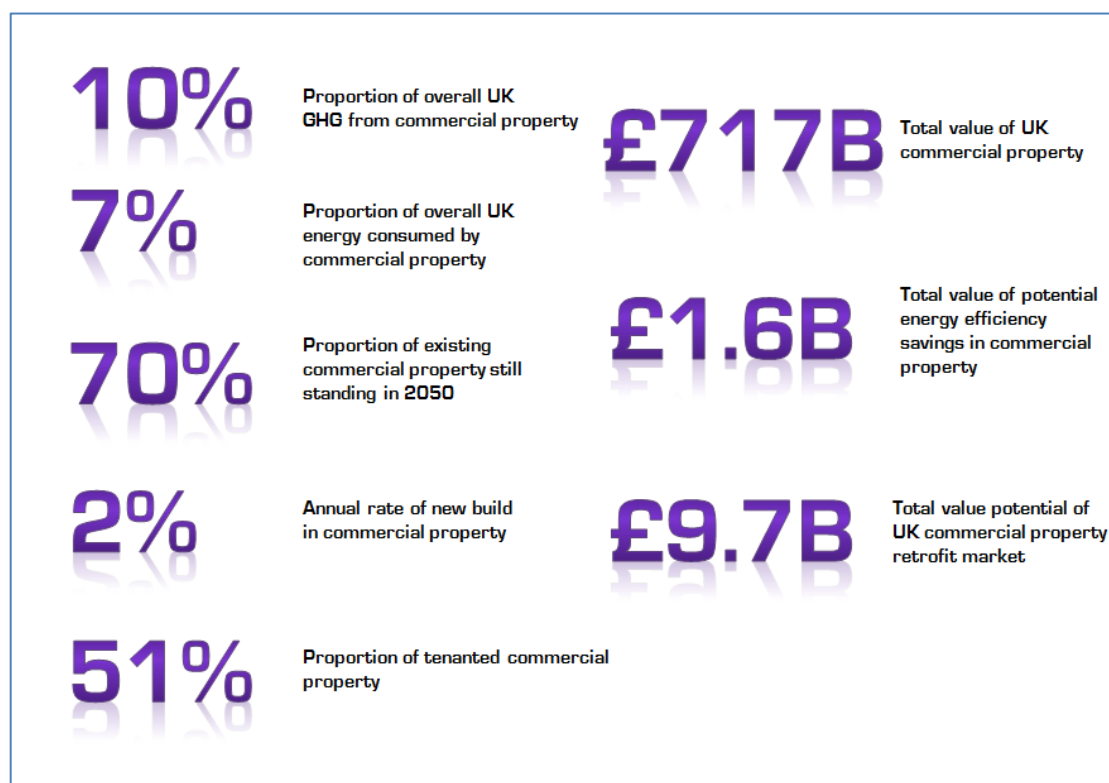 10%
Proportion of overall UK
GHG from commercial property
7%
Proportion of overall UK
energy consumed by
commercial property
70%
Proportion of existing
commercial property still
standing in 2050
2%
Annual rate of new build
in commercial property
51%
Proportion of tenanted commercial
property
£717B
Total value of UK
commercial property
£1.6B
Total value of potential
energy efficiency
savings in commercial
property
£9.7B
Total value potential of
UK commercial property
retrofit market